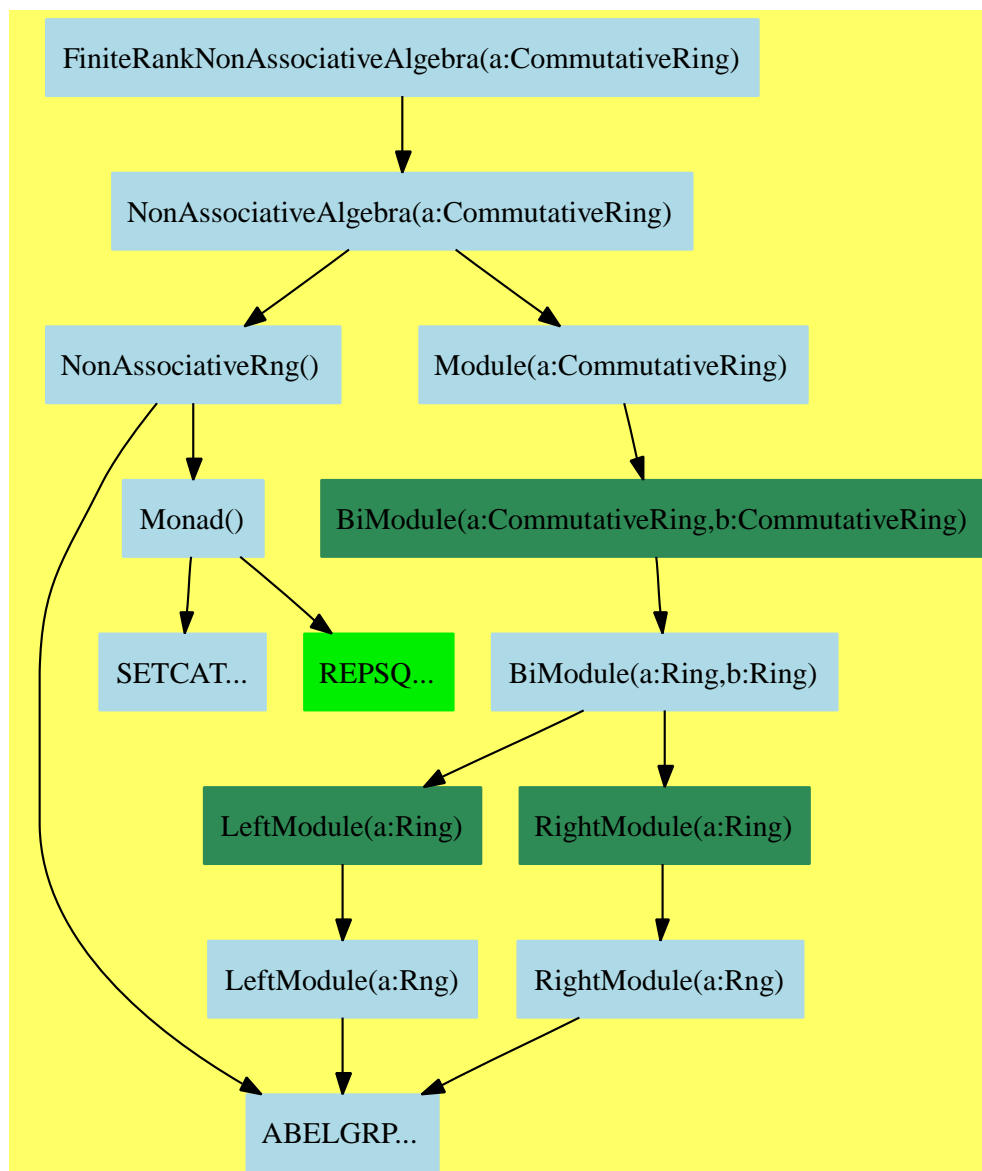 FiniteRankNonAssociativeAlgebra(a:CommutativeRing)
NonAssociativeAlgebra(a:CommutativeRing)
NonAssociativeRng()
Module(a:CommutativeRing)
Monad()
BiModule(a:CommutativeRing,b:CommutativeRing)
SETCAT...
REPSQ...
BiModule(a:Ring,b:Ring)
LeftModule(a:Ring)
RightModule(a:Ring)
LeftModule(a:Rng)
RightModule(a:Rng)
ABELGRP...